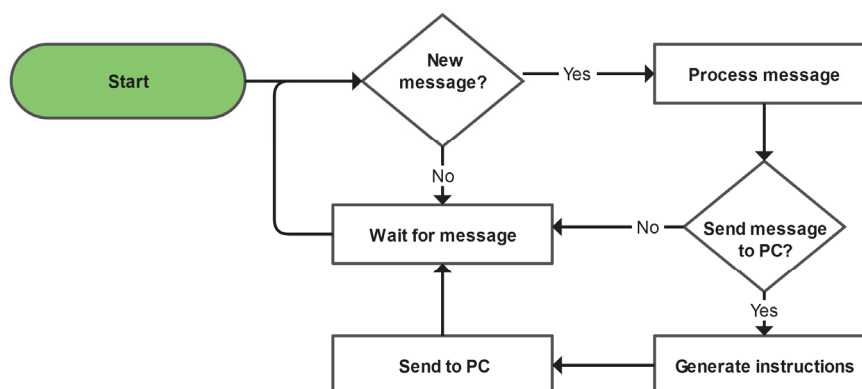 Start
New
message?
Yes
Process message
No
Wait for message
No
Send message
to PC?
Yes
Send to PC
Generate instructions